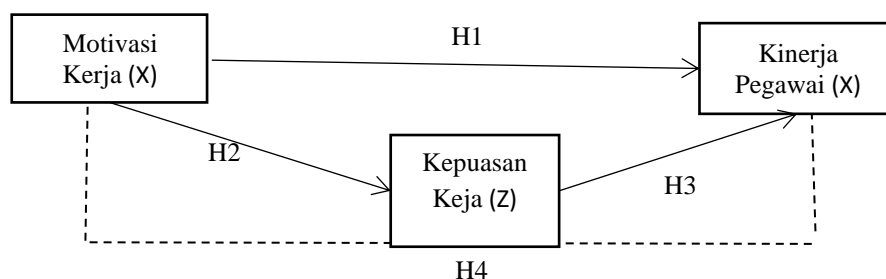 Motivasi
Kerja (X)
H1
Kinerja
Pegawai (X)
H2
Kepuasan
Keja (Z)
H3
H4